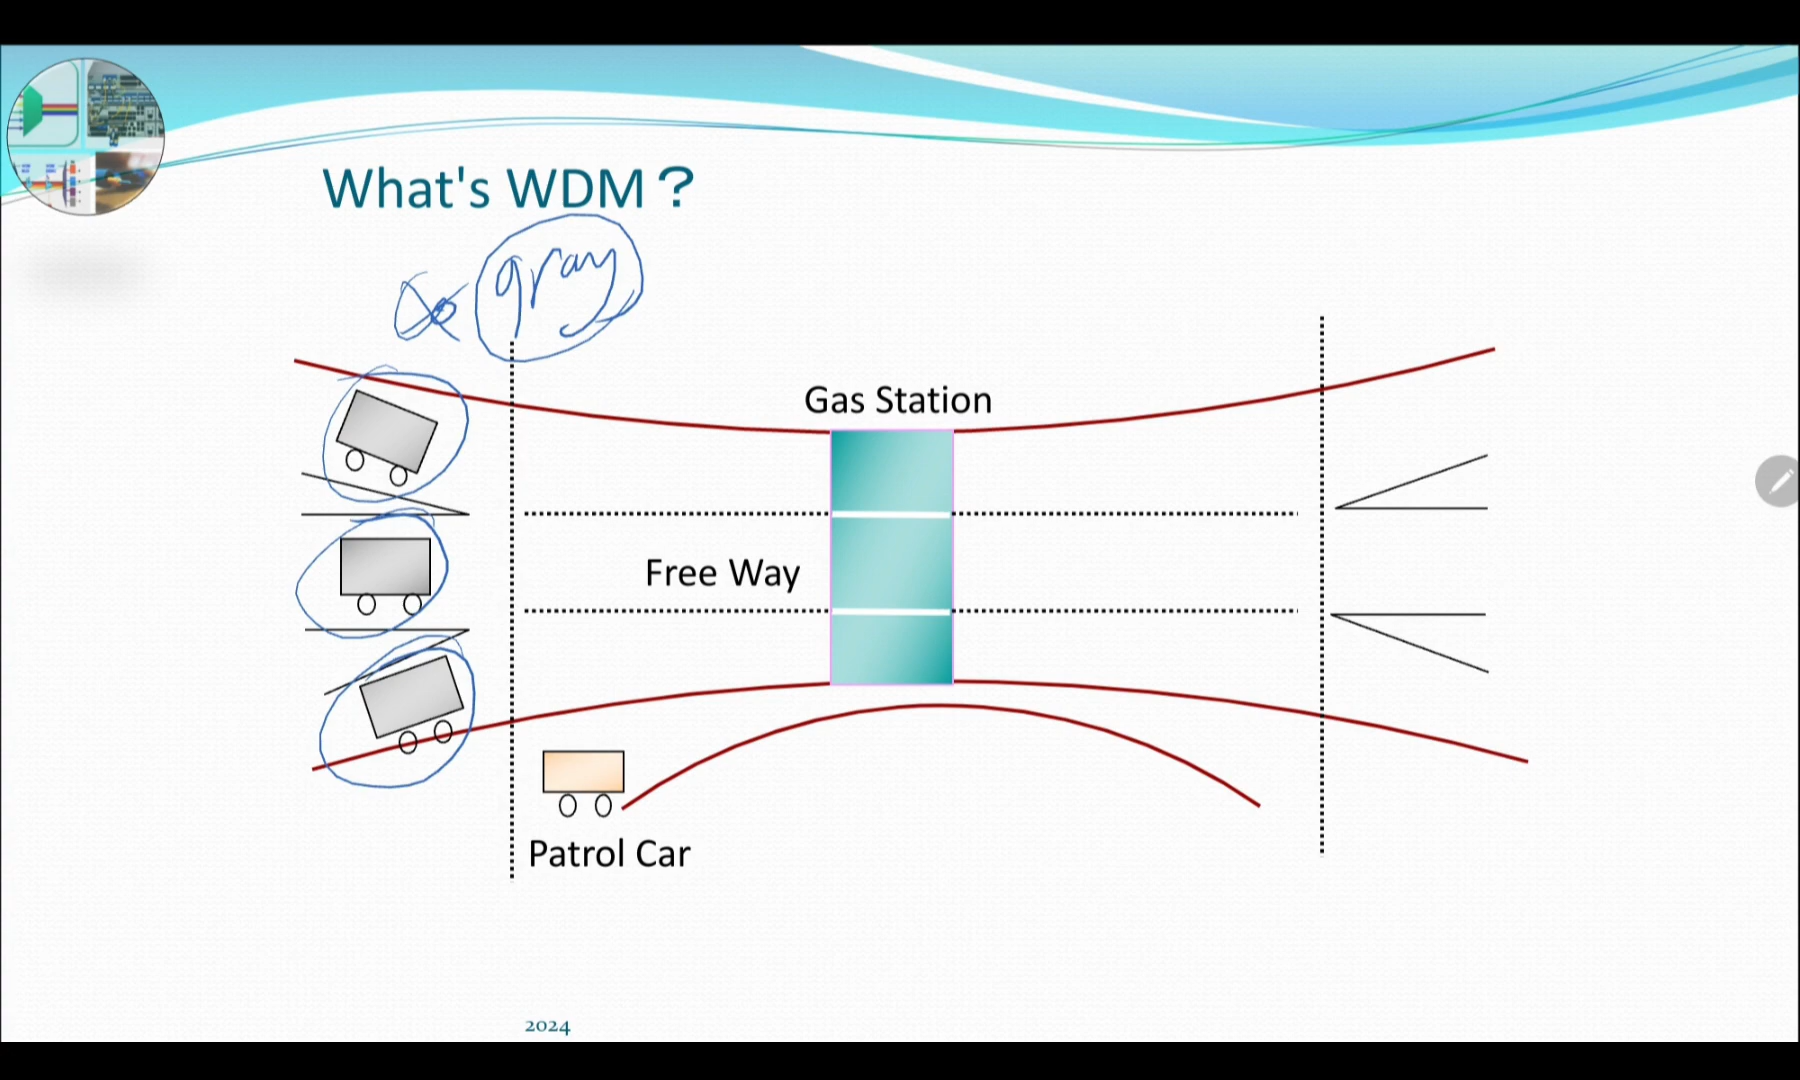 What's WDM？
gray
Gas Station
Free Way
Patrol Car
2024